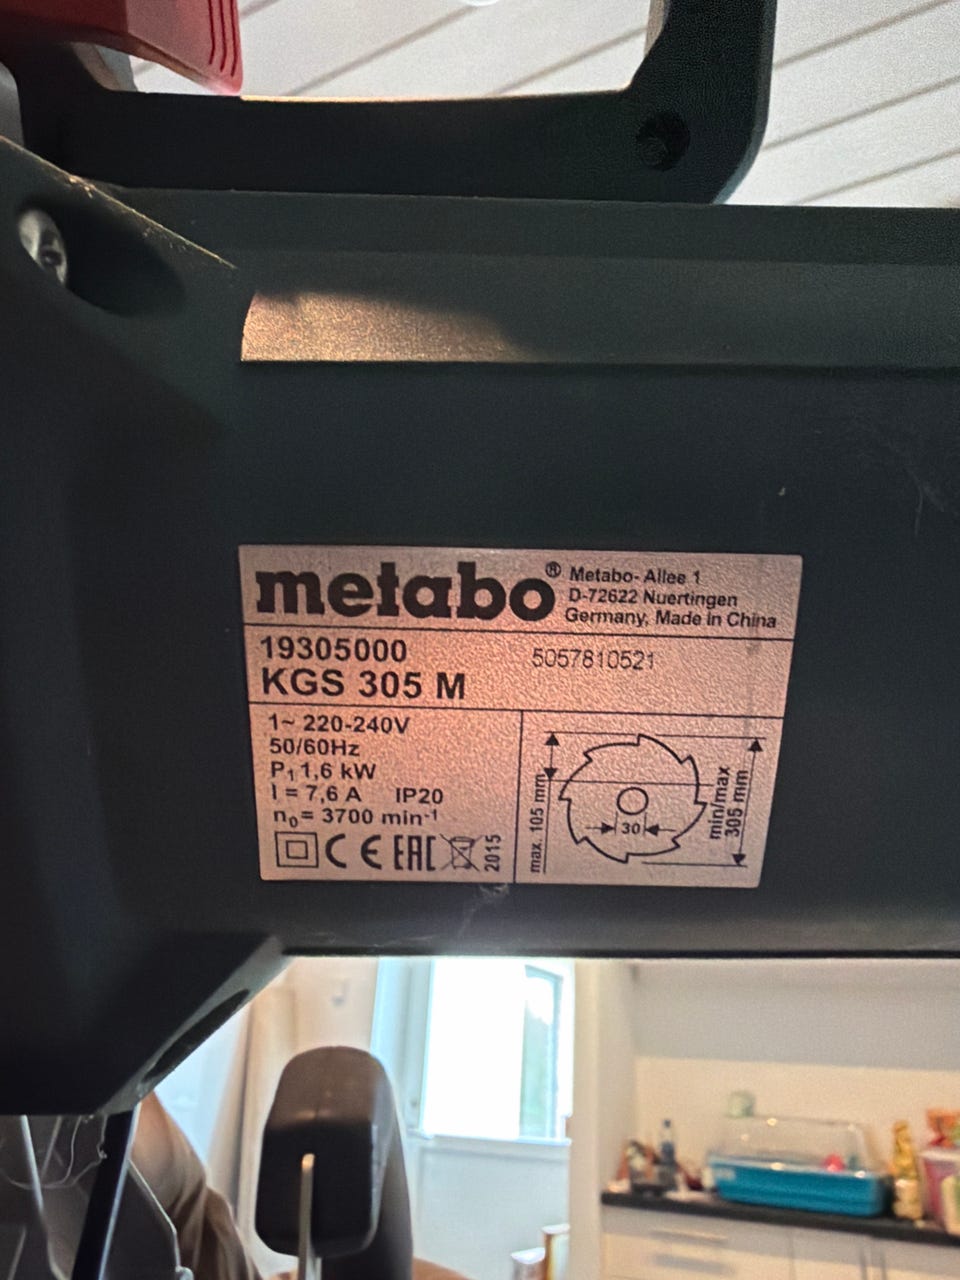 metabo® Metabo- Allee 1
D-72622 Nuertingen
Germany, Made in China
19305000 5057810521
KGS 305 M
1~ 220-240V
50/60Hz
P₁ 1,6 kW
I = 7,6 A IP20
n₀= 3700 min⁻¹
CE EAC 2015
max. 105 mm
30
min/max
305 mm